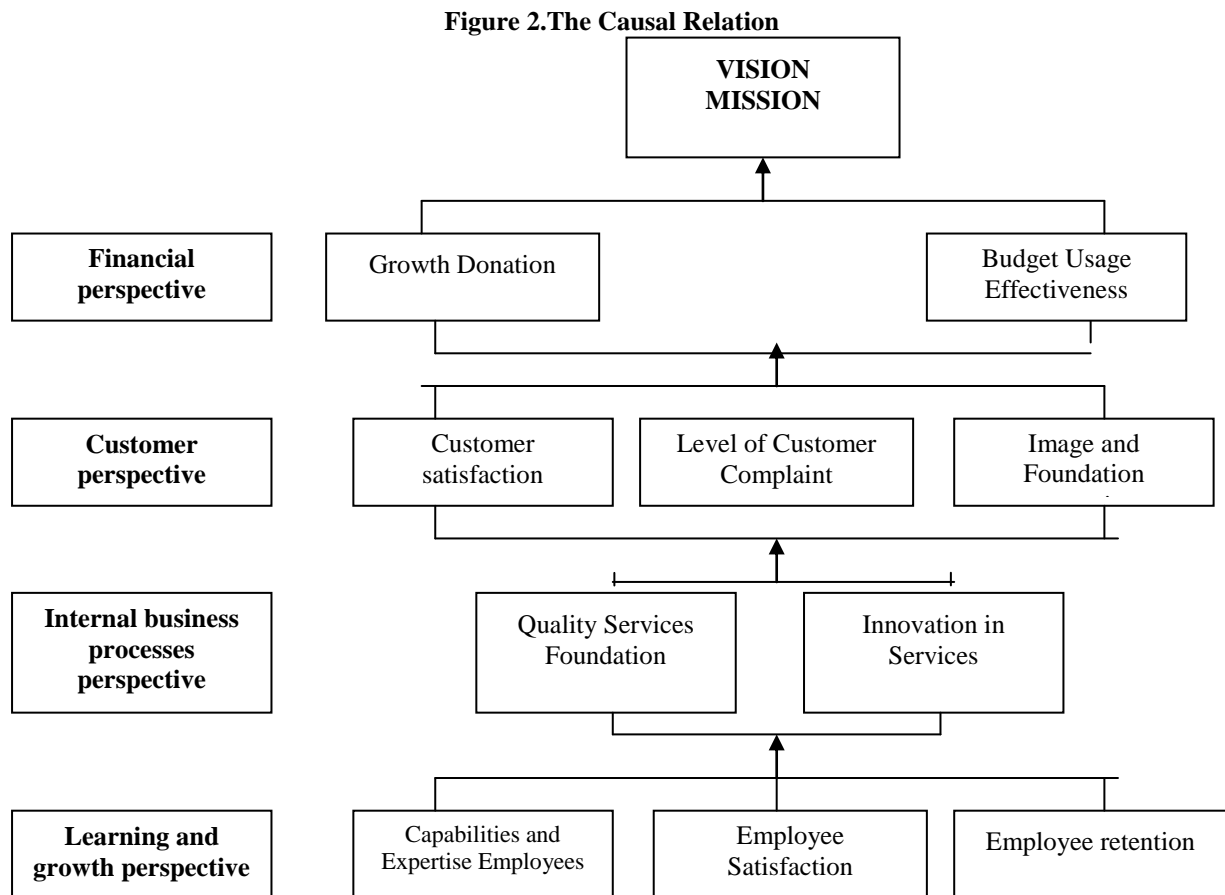 Figure 2.The Causal Relation
VISION
MISSION
Financial
perspective
Growth Donation
Budget Usage
Effectiveness
Customer
perspective
Customer
satisfaction
Level of Customer
Complaint
Image and
Foundation
Internal business
processes
perspective
Quality Services
Foundation
Innovation in
Services
Learning and
growth perspective
Capabilities and
Expertise Employees
Employee
Satisfaction
Employee retention